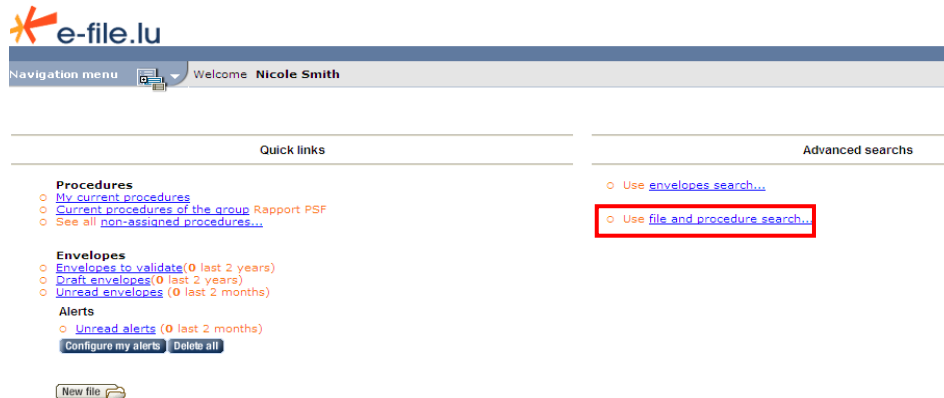 e-file.lu
Navigation menu
Welcome Nicole Smith
Quick links
Procedures
My current procedures
Current procedures of the group Rapport PSF
See all non-assigned procedures...
Envelopes
Envelopes to validate(0 last 2 years)
Draft envelopes(0 last 2 years)
Unread envelopes (0 last 2 months)
Alerts
Unread alerts (0 last 2 months)
Configure my alerts Delete all
New file
Advanced searchs
Use envelopes search...
Use file and procedure search...